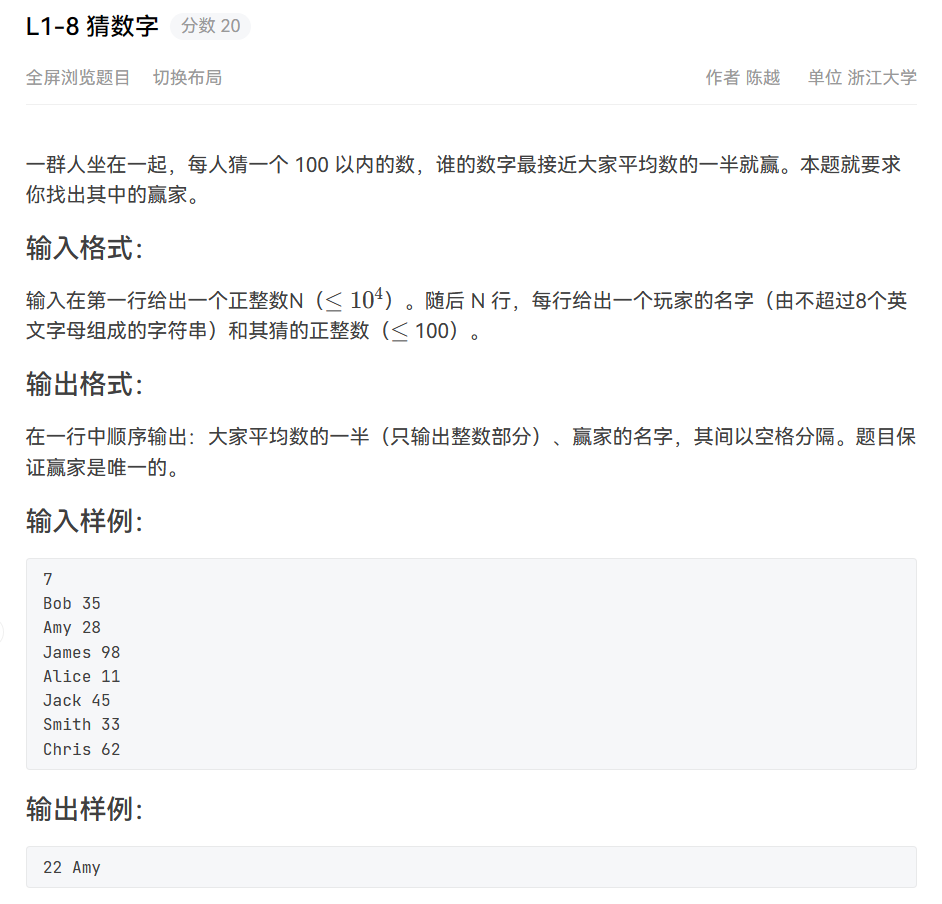 L1-8 猜数字 分数 20
全屏浏览题目 切换布局 作者 陈越 单位 浙江大学
一群人坐在一起，每人猜一个 100 以内的数，谁的数字最接近大家平均数的一半就赢。本题就要求
你找出其中的赢家。
输入格式：
输入在第一行给出一个正整数N（≤ 10⁴）。随后 N 行，每行给出一个玩家的名字（由不超过8个英
文字母组成的字符串）和其猜的正整数（≤ 100）。
输出格式：
在一行中顺序输出：大家平均数的一半（只输出整数部分）、赢家的名字，其间以空格分隔。题目保
证赢家是唯一的。
输入样例：
7
Bob 35
Amy 28
James 98
Alice 11
Jack 45
Smith 33
Chris 62
输出样例：
22 Amy